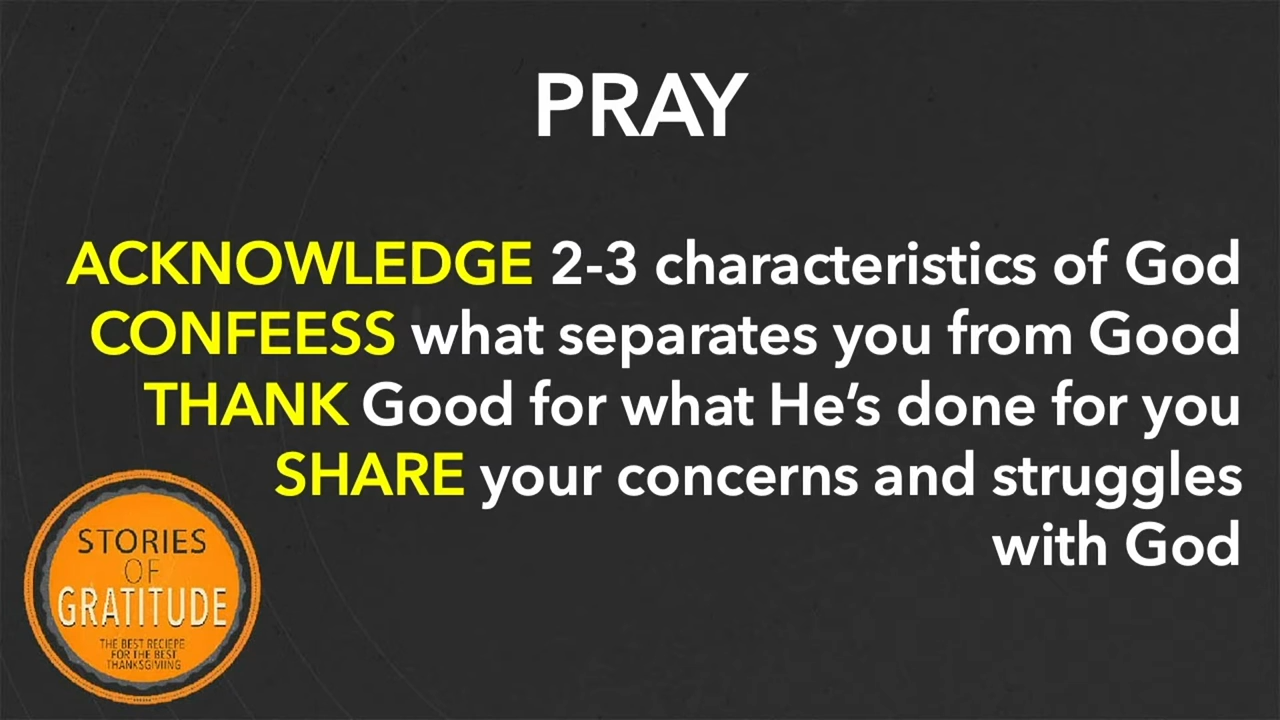 PRAY
ACKNOWLEDGE 2-3 characteristics of God
CONFEESS what separates you from Good
THANK Good for what He’s done for you
SHARE your concerns and struggles
with God
STORIES
OF
GRATITUDE
THE BEST RECIEPE
FOR THE BEST
THANKSGIVIING